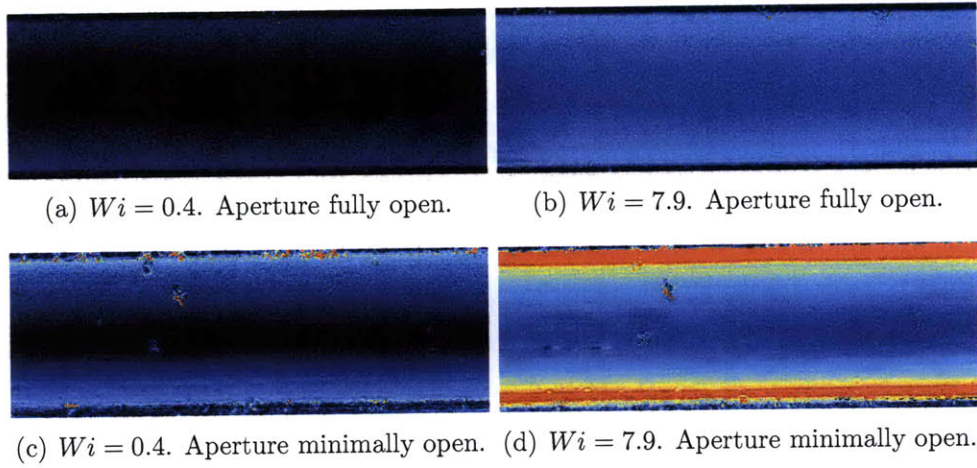 (a) Wi = 0.4. Aperture fully open.
(b) Wi = 7.9. Aperture fully open.
(c) Wi = 0.4. Aperture minimally open.
(d) Wi = 7.9. Aperture minimally open.